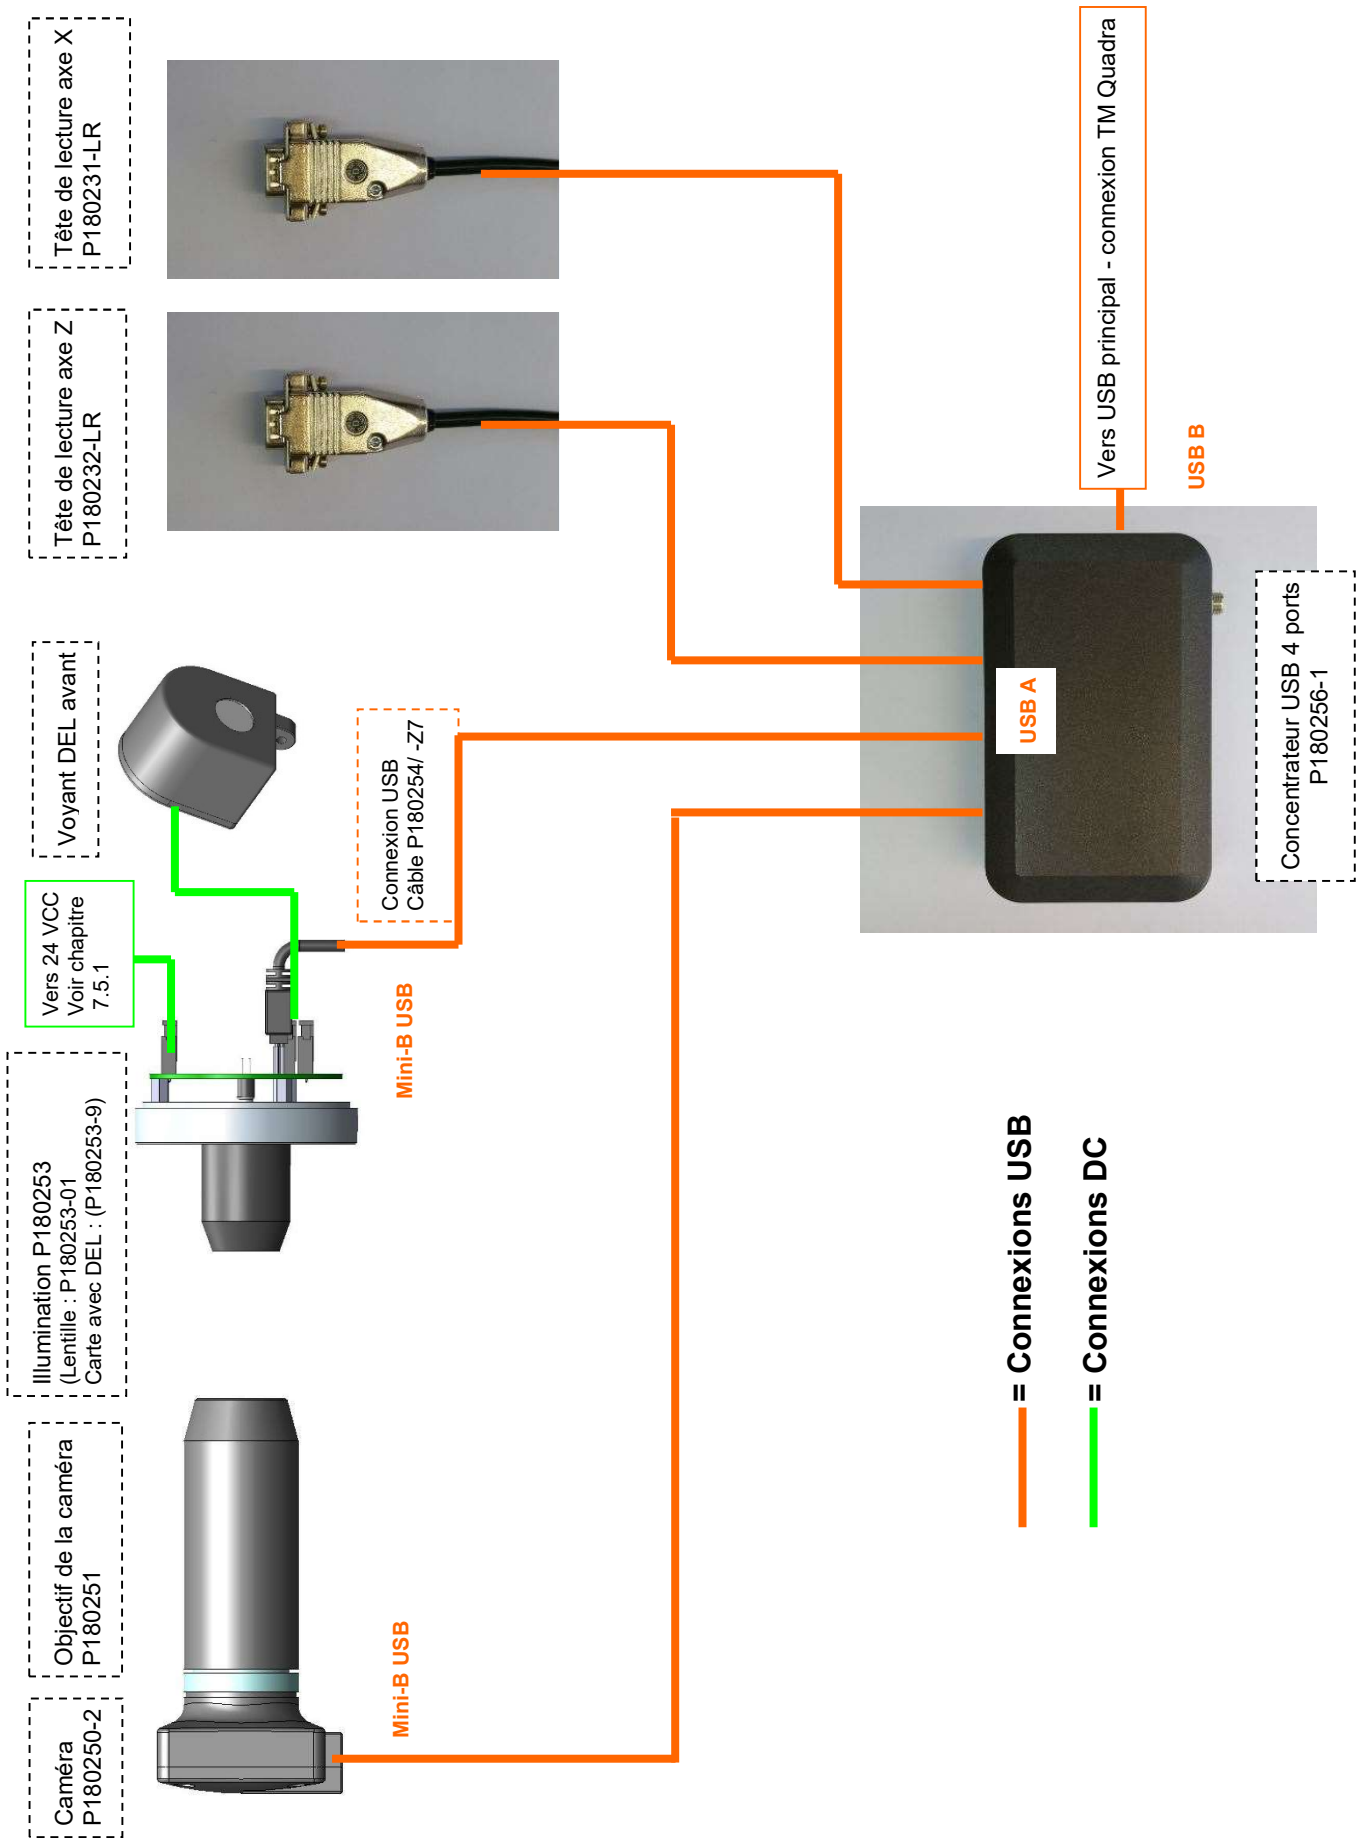 Caméra
P180250-2
Objectif de la caméra
P180251
Illumination P180253
(Lentille : P180253-01
Carte avec DEL : (P180253-9)
Vers 24 VCC
Voir chapitre
7.5.1
Voyant DEL avant
Tête de lecture axe Z
P180232-LR
Tête de lecture axe X
P180231-LR
Mini-B USB
Mini-B USB
Connexion USB
Câble P180254/ -Z7
USB A
Vers USB principal - connexion TM Quadra
USB B
Concentrateur USB 4 ports
P180256-1
= Connexions USB
= Connexions DC